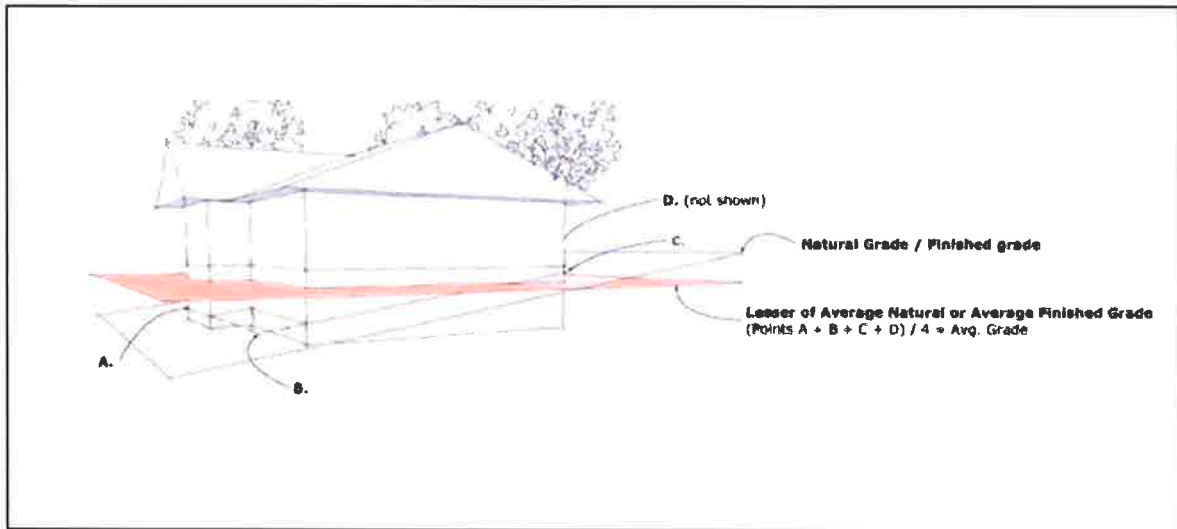 D. (not shown)
C.
Natural Grade / Finished grade
Lesser of Average Natural or Average Finished Grade
(Points A + B + C + D) / 4 = Avg. Grade
A.
B.